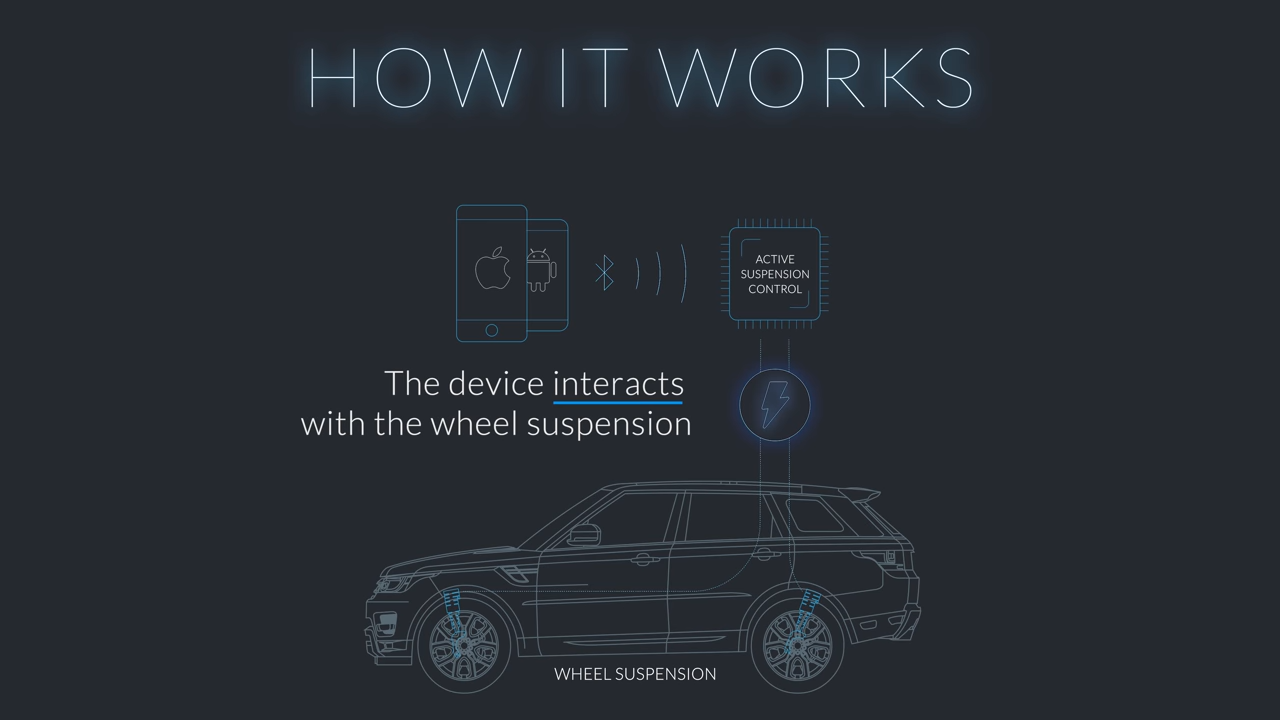 HOW IT WORKS
ACTIVE
SUSPENSION
CONTROL
The device interacts
with the wheel suspension
WHEEL SUSPENSION